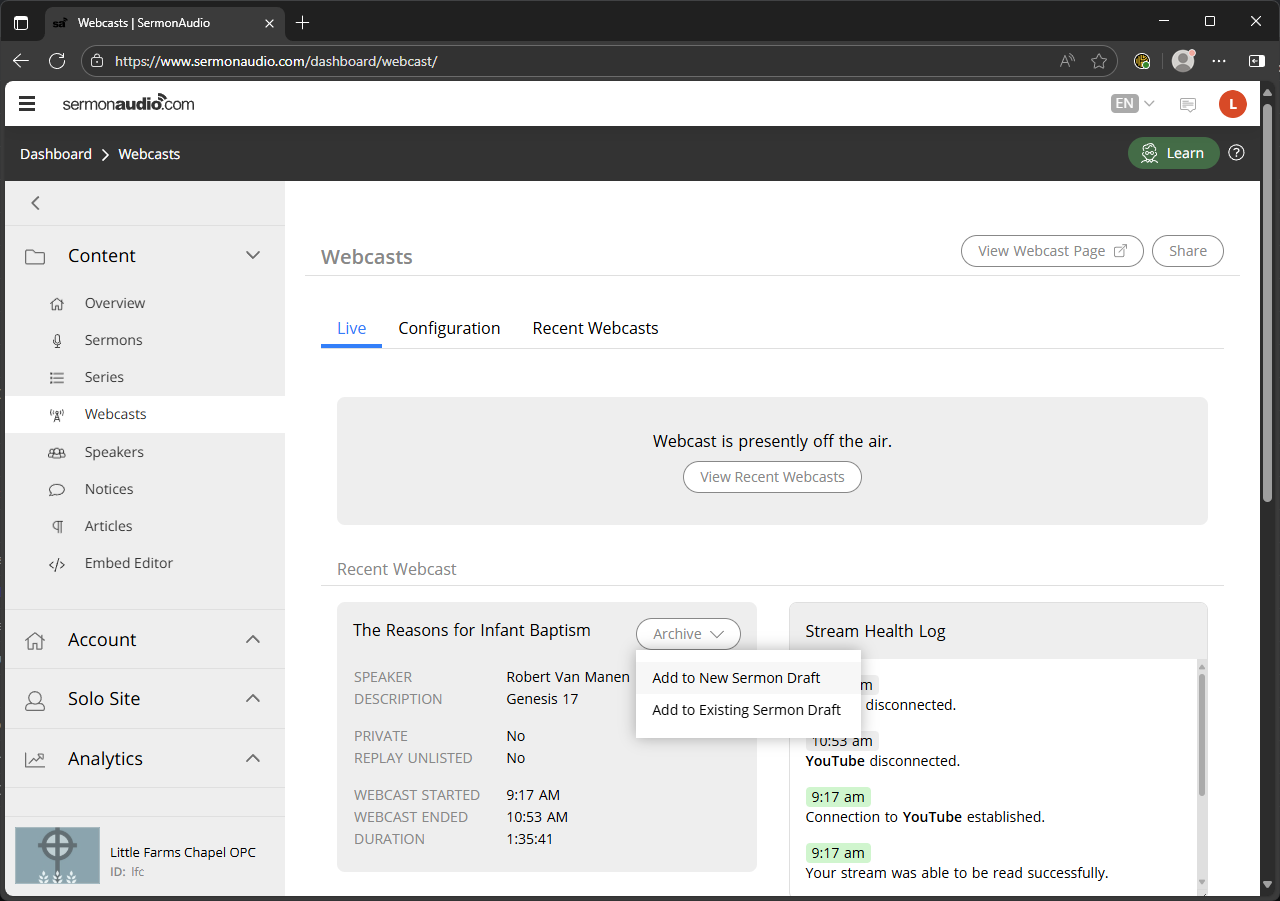 sa Webcasts | SermonAudio
https://www.sermonaudio.com/dashboard/webcast/
sermonaudio.com
EN
L
Dashboard > Webcasts
Learn
Content
Overview
Sermons
Series
Webcasts
Speakers
Notices
Articles
Embed Editor
Account
Solo Site
Analytics
Little Farms Chapel OPC
ID: lfc
Webcasts
View Webcast Page
Share
Live
Configuration
Recent Webcasts
Webcast is presently off the air.
View Recent Webcasts
Recent Webcast
The Reasons for Infant Baptism
Archive
Add to New Sermon Draft
Add to Existing Sermon Draft
SPEAKER Robert Van Manen
DESCRIPTION Genesis 17
PRIVATE No
REPLAY UNLISTED No
WEBCAST STARTED 9:17 AM
WEBCAST ENDED 10:53 AM
DURATION 1:35:41
Stream Health Log
m
disconnected.
10:53 am
YouTube disconnected.
9:17 am
Connection to YouTube established.
9:17 am
Your stream was able to be read successfully.